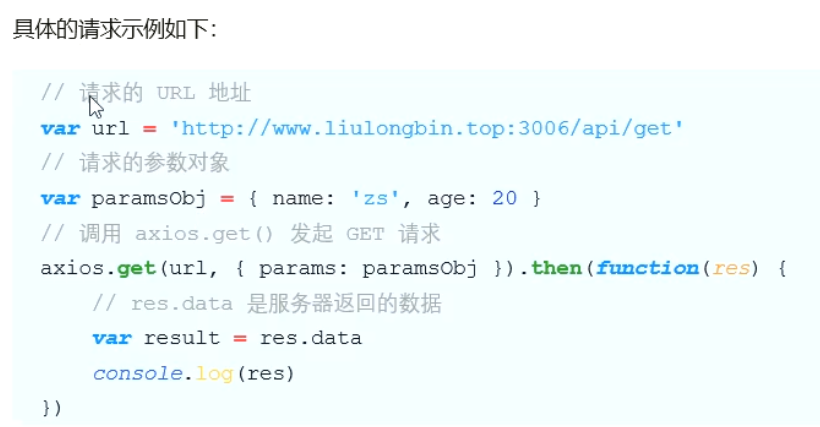 具体的请求示例如下：
// 请求的 URL 地址
var url = 'http://www.liulongbin.top:3006/api/get'
// 请求的参数对象
var paramsObj = { name: 'zs', age: 20 }
// 调用 axios.get() 发起 GET 请求
axios.get(url, { params: paramsObj }).then(function(res) {
    // res.data 是服务器返回的数据
    var result = res.data
    console.log(res)
})